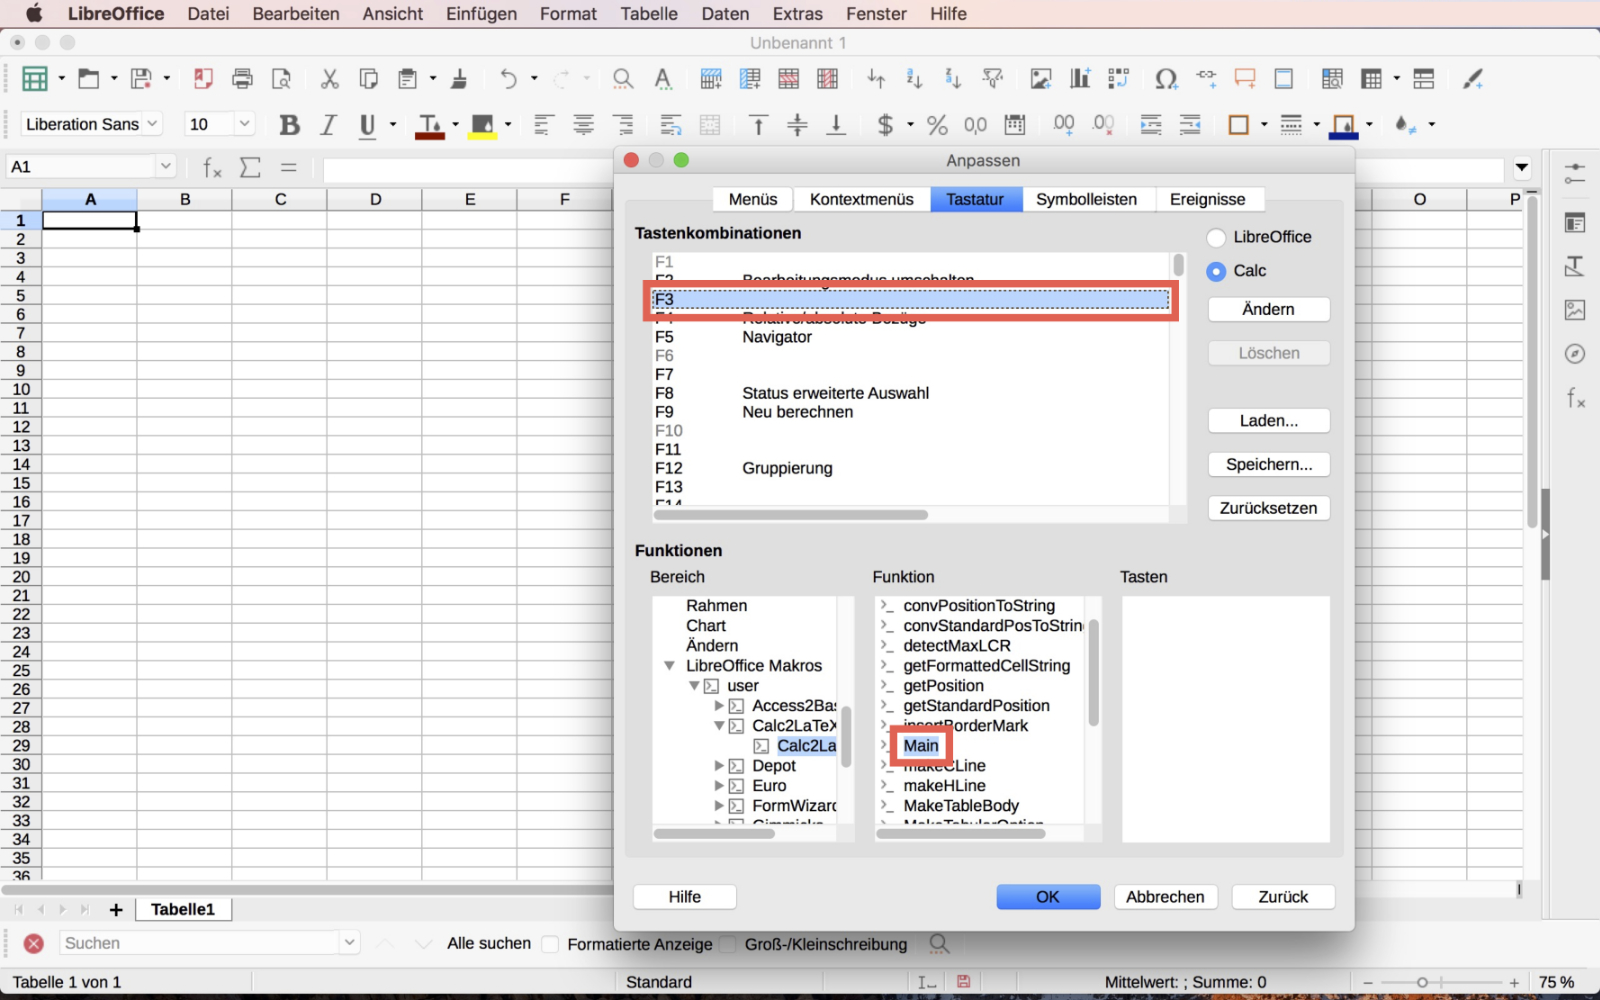 LibreOffice Datei Bearbeiten Ansicht Einfügen Format Tabelle Daten Extras Fenster Hilfe
Unbenannt 1
Liberation Sans 10
A1
Anpassen
Menüs Kontextmenüs Tastatur Symbolleisten Ereignisse
A B C D E F O P
Tastenkombinationen
F1
F2 Bearbeitungsmodus umschalten
F3
F4 Relative/absolute Bezüge
F5 Navigator
F6
F7
F8 Status erweiterte Auswahl
F9 Neu berechnen
F10
F11
F12 Gruppierung
F13
F14
LibreOffice
Calc
Ändern
Löschen
Laden...
Speichern...
Zurücksetzen
Funktionen
Bereich
Rahmen
Chart
Ändern
LibreOffice Makros
user
Access2Ba
Calc2LaTeX
Calc2La
Depot
Euro
FormWizard
Gimmicks
Funktion
convPositionToString
convStandardPosToString
detectMaxLCR
getFormattedCellString
getPosition
getStandardPosition
insertBorderMark
Main
makeCLine
makeHLine
MakeTableBody
MakeTabularOption
Tasten
Hilfe OK Abbrechen Zurück
1
2
3
4
5
6
7
8
9
10
11
12
13
14
15
16
17
18
19
20
21
22
23
24
25
26
27
28
29
30
31
32
33
34
35
36
Tabelle1
Suchen Alle suchen Formatierte Anzeige Groß-/Kleinschreibung
Tabelle 1 von 1 Standard Mittelwert: ; Summe: 0 75 %